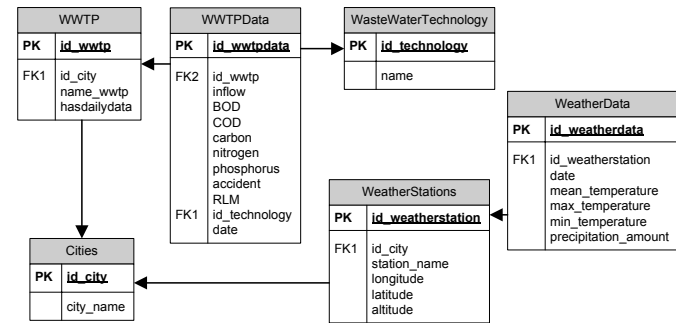 WWTP
PK id_wwtp
FK1 id_city
name_wwtp
hasdailydata
WWTPData
PK id_wwtpdata
FK2 id_wwtp
inflow
BOD
COD
carbon
nitrogen
phosphorus
accident
RLM
FK1 id_technology
date
WasteWaterTechnology
PK id_technology
name
WeatherData
PK id_weatherdata
FK1 id_weatherstation
date
mean_temperature
max_temperature
min_temperature
precipitation_amount
WeatherStations
PK id_weatherstation
FK1 id_city
station_name
longitude
latitude
altitude
Cities
PK id_city
city_name